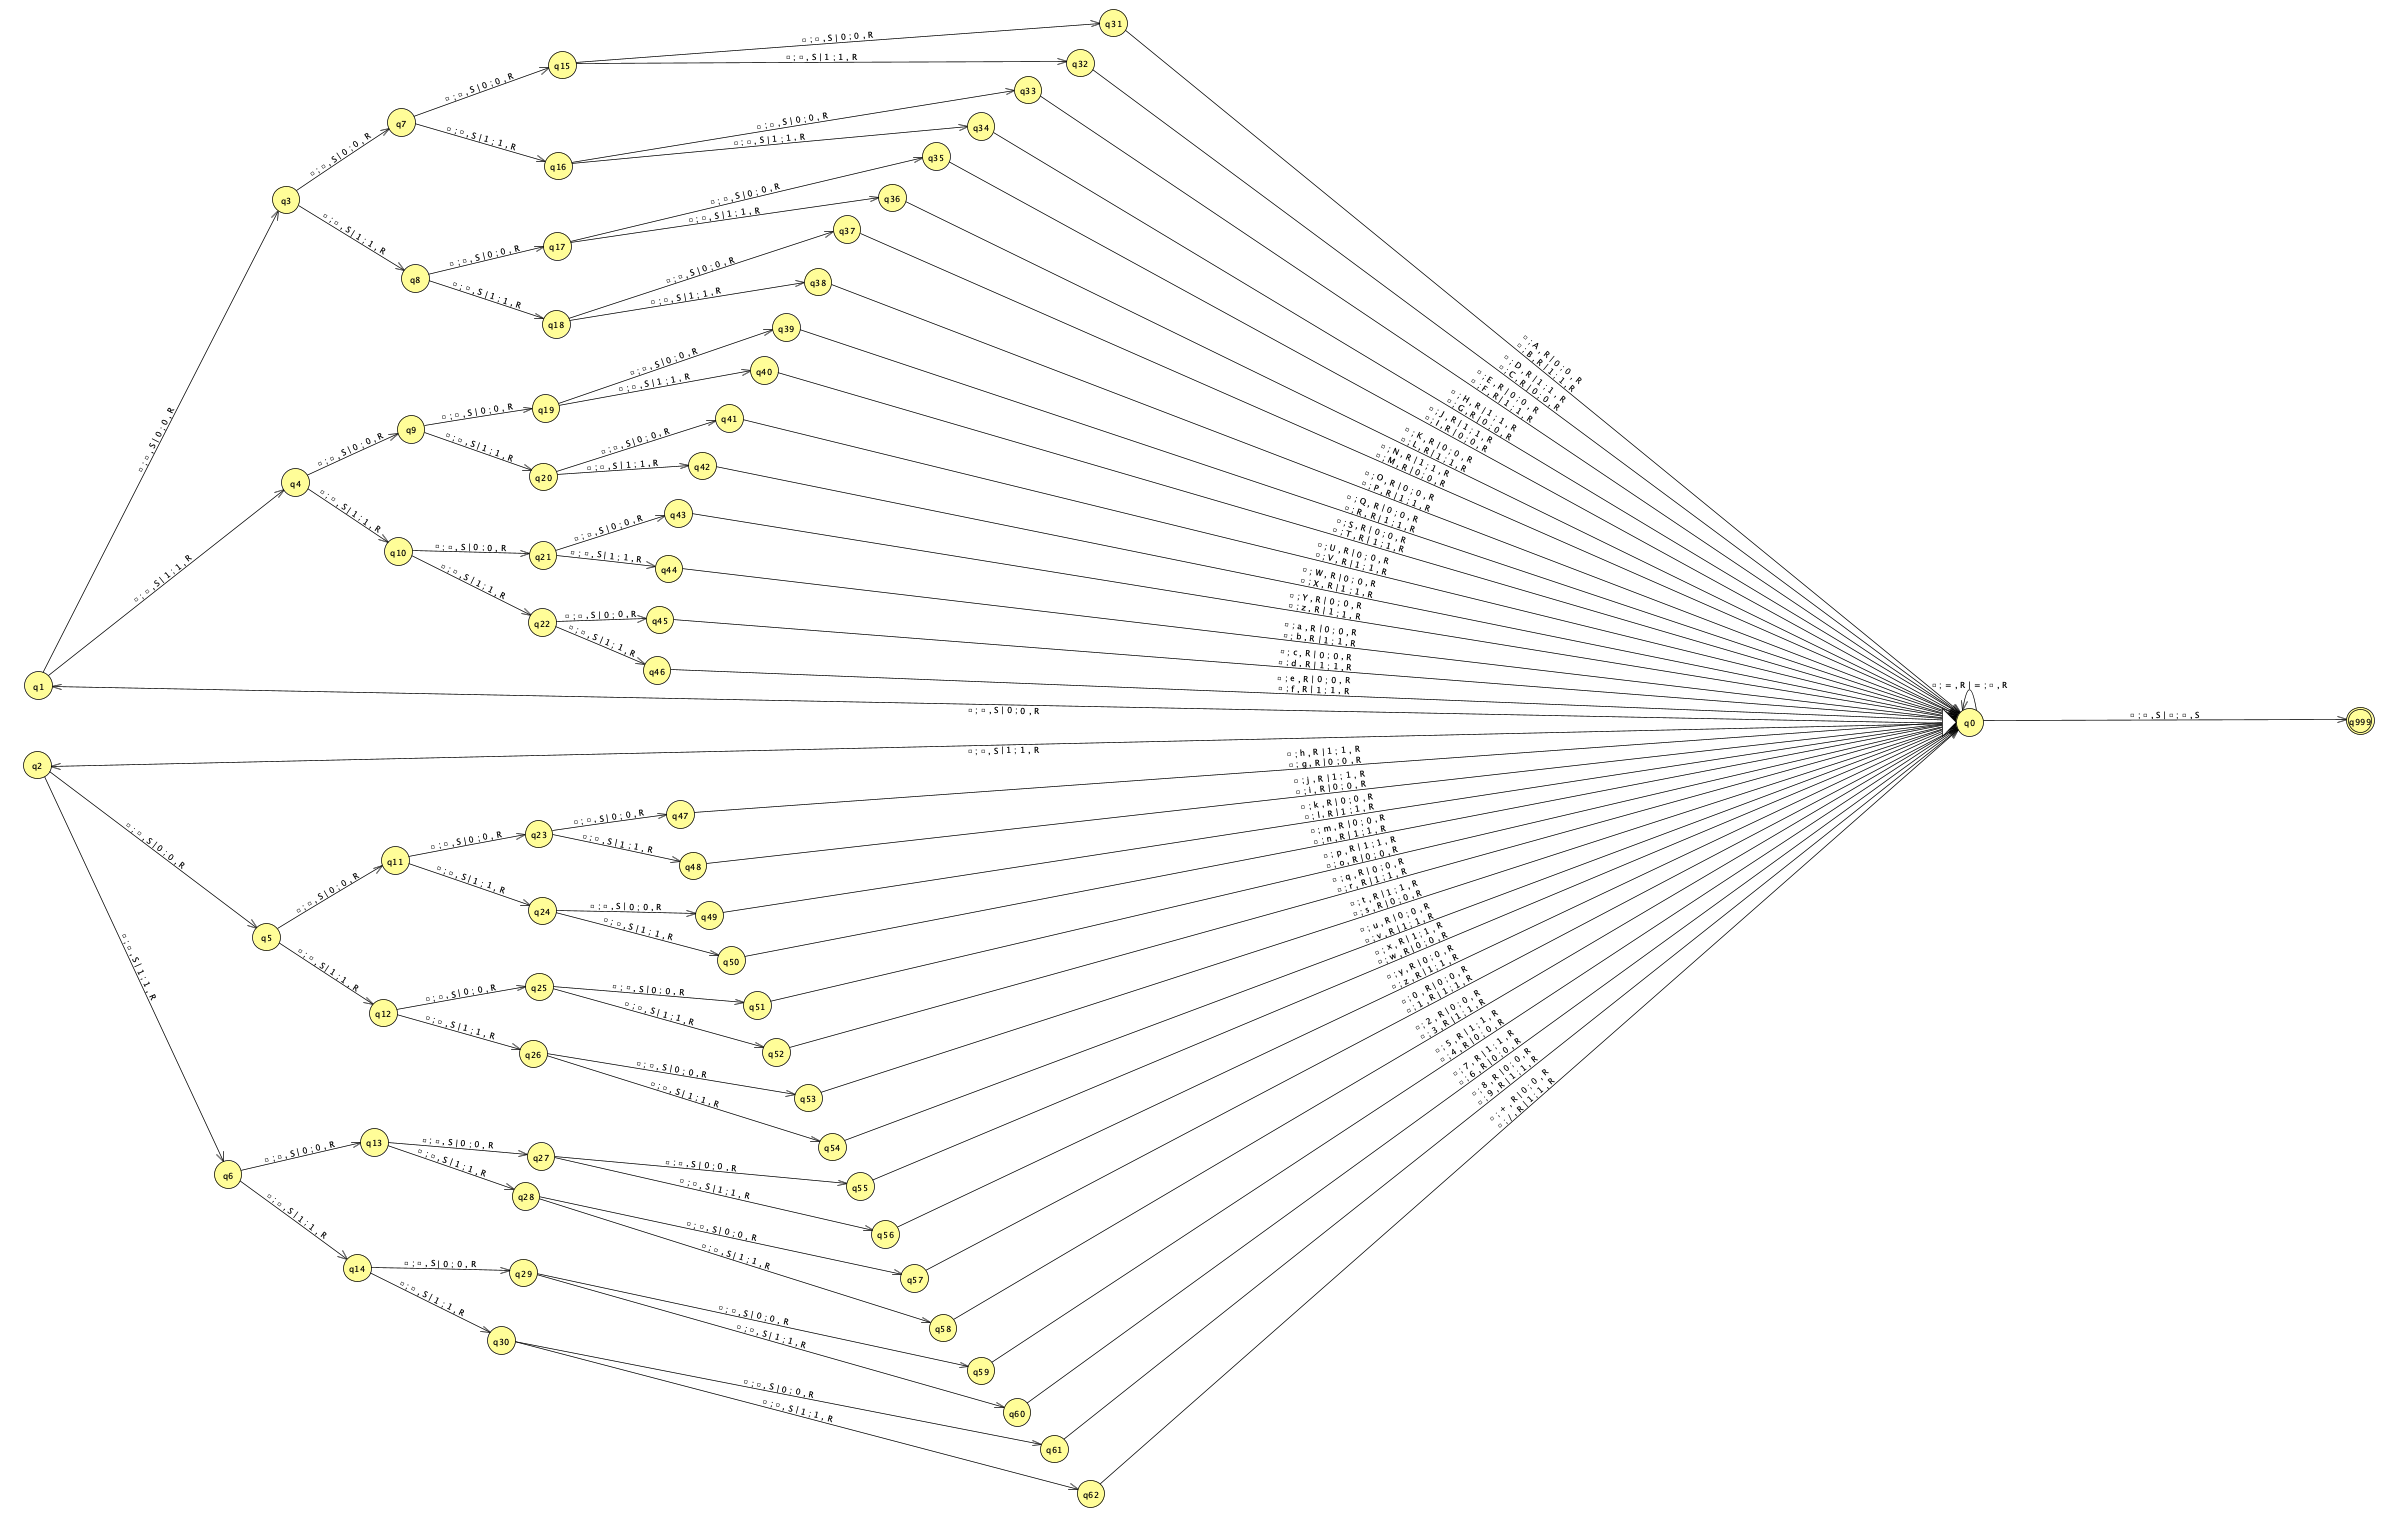 q31
□;□,S|0;0,R
q15
□;□,S|1;1,R
q32
□;□,S|0;0,R
q33
q7
□;□,S|0;0,R
q34
□;□,S|1;1,R
□;□,S|1;1,R
q16
q35
□;□,S|0;0,R
q3
□;□,S|0;0,R
q36
□;□,S|1;1,R
□;□,S|1;1,R
q37
q17
□;□,S|0;0,R
q8
□;□,S|0;0,R
q38
□;□,S|1;1,R
□;□,S|1;1,R
q18
q39
□;□,S|0;0,R
□;A,R|0;0,R
□;B,R|1;1,R
□;D,R|1;1,R
□;C,R|0;0,R
□;E,R|0;0,R
□;F,R|1;1,R
□;H,R|1;1,R
□;G,R|0;0,R
□;J,R|1;1,R
□;I,R|0;0,R
□;K,R|0;0,R
□;L,R|1;1,R
□;N,R|1;1,R
□;M,R|0;0,R
□;O,R|0;0,R
□;P,R|1;1,R
□;Q,R|0;0,R
□;R,R|1;1,R
□;S,R|0;0,R
□;T,R|1;1,R
□;U,R|0;0,R
□;V,R|1;1,R
□;W,R|0;0,R
□;X,R|1;1,R
□;Y,R|0;0,R
□;z,R|1;1,R
□;a,R|0;0,R
□;b,R|1;1,R
□;c,R|0;0,R
□;d,R|1;1,R
□;e,R|0;0,R
□;f,R|1;1,R
q40
□;□,S|1;1,R
q19
□;□,S|0;0,R
q9
q41
□;□,S|0;0,R
□;□,S|0;0,R
□;□,S|1;1,R
□;□,S|0;0,R
q42
□;□,S|1;1,R
q20
q4
□;□,S|1;1,R
q43
□;□,S|0;0,R
q10
□;□,S|0;0,R
q21
□;□,S|1;1,R
q44
□;□,S|1;1,R
□;□,S|1;1,R
q22
□;□,S|0;0,R
q45
□;□,S|1;1,R
q46
q1
□;=,R|=;□,R
□;□,S|0;0,R
q0
□;□,S|□;□,S
q999
□;□,S|1;1,R
q2
□;h,R|1;1,R
□;g,R|0;0,R
□;j,R|1;1,R
□;i,R|0;0,R
□;k,R|0;0,R
□;l,R|1;1,R
□;m,R|0;0,R
□;n,R|1;1,R
□;p,R|1;1,R
□;o,R|0;0,R
□;q,R|0;0,R
□;r,R|1;1,R
□;t,R|1;1,R
□;s,R|0;0,R
□;u,R|0;0,R
□;v,R|1;1,R
□;x,R|1;1,R
□;w,R|0;0,R
□;y,R|0;0,R
□;z,R|1;1,R
□;0,R|0;0,R
□;1,R|1;1,R
□;2,R|0;0,R
□;3,R|1;1,R
□;5,R|1;1,R
□;4,R|0;0,R
□;7,R|1;1,R
□;6,R|0;0,R
□;8,R|0;0,R
□;9,R|1;1,R
□;+,R|0;0,R
□;/,R|1;1,R
q47
□;□,S|0;0,R
q23
□;□,S|0;0,R
□;□,S|1;1,R
□;□,S|0;0,R
q11
q48
□;□,S|1;1,R
□;□,S|0;0,R
q24
□;□,S|0;0,R
q49
q5
□;□,S|1;1,R
q50
□;□,S|1;1,R
□;□,S|1;1,R
q25
□;□,S|0;0,R
□;□,S|0;0,R
q51
q12
□;□,S|1;1,R
□;□,S|1;1,R
q26
q52
□;□,S|0;0,R
q53
□;□,S|1;1,R
q13
□;□,S|0;0,R
q54
□;□,S|0;0,R
q27
□;□,S|1;1,R
□;□,S|0;0,R
q6
q55
q28
□;□,S|1;1,R
□;□,S|1;1,R
□;□,S|0;0,R
q56
□;□,S|1;1,R
q14
□;□,S|0;0,R
q29
q57
□;□,S|1;1,R
□;□,S|0;0,R
q58
q30
□;□,S|1;1,R
q59
□;□,S|0;0,R
q60
□;□,S|1;1,R
q61
q62